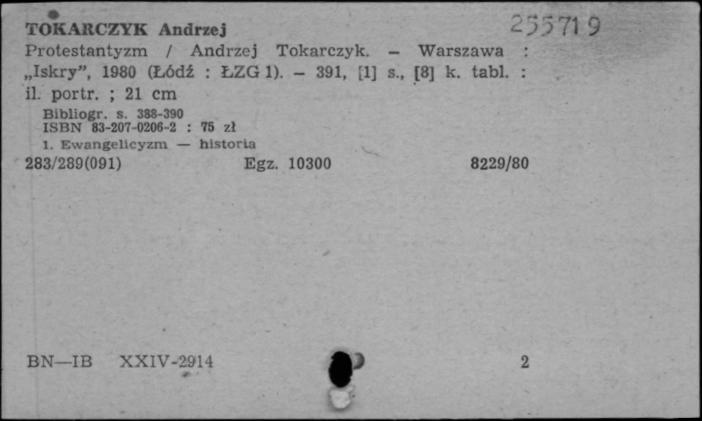 TOKARCZYK Andrzej 255719
Protestantyzm / Andrzej Tokarczyk. – Warszawa :
„Iskry”, 1980 (Łódź : ŁZG 1). – 391, [1] s., [8] k. tabl. :
il. portr. ; 21 cm
Bibliogr. s. 388-390
ISBN 83-207-0206-2 : 75 zł
1. Ewangelicyzm — historia
283/289(091) Egz. 10300 8229/80
BN—IB XXIV-2914 2